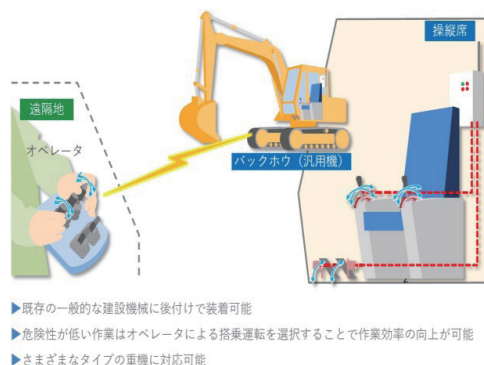 操縦席
遠隔地
オペレータ
バックホウ（汎用機）
▶既存の一般的な建設機械に後付けで装着可能
▶危険性が低い作業はオペレータによる搭乗運転を選択することで作業効率の向上が可能
▶さまざまなタイプの重機に対応可能